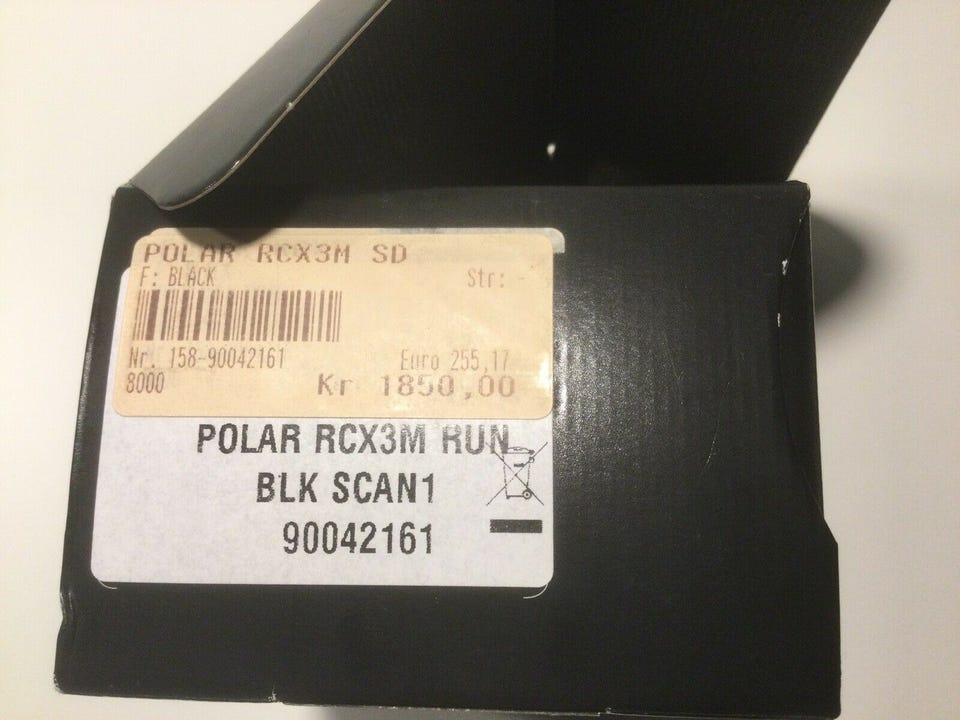 POLAR RCX3M SD
F: BLACK Str: -
Nr. 158-90042161 Euro 255,17
8000 Kr 1850,00
POLAR RCX3M RUN
BLK SCAN1
90042161